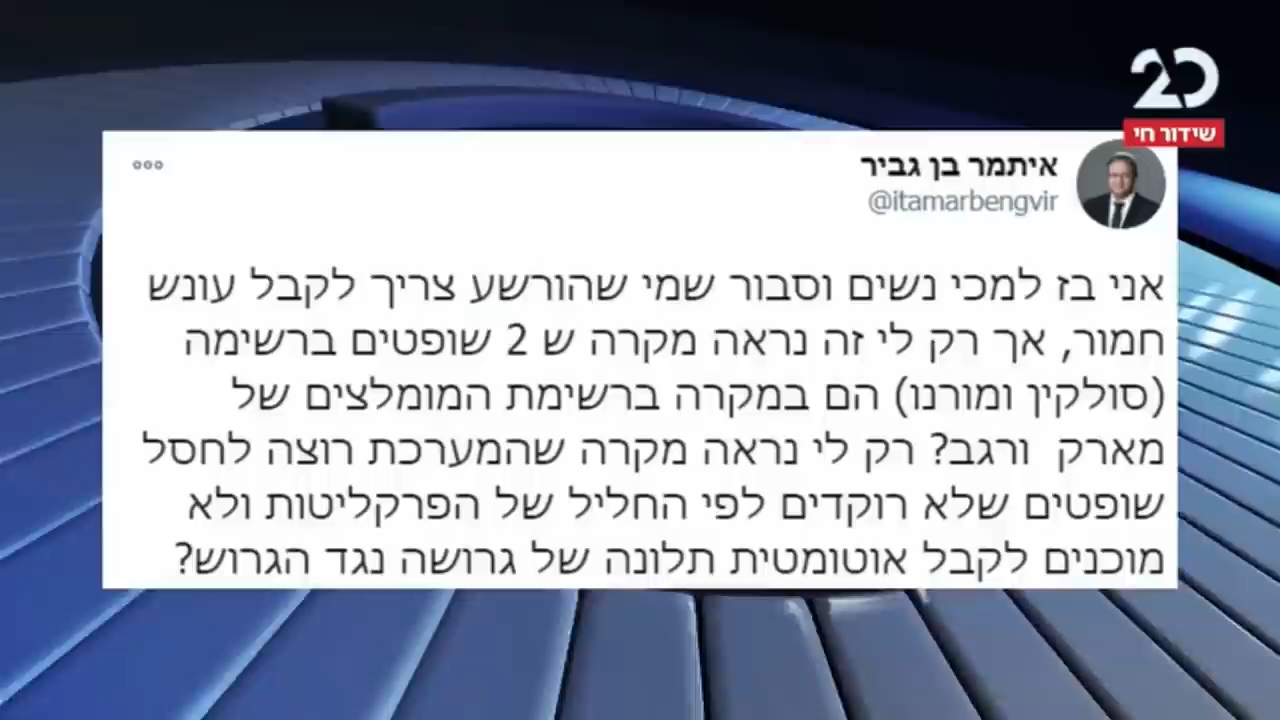 20
שידור חי
איתמר בן גביר
@itamarbengvir
אני בז למכי נשים וסבור שמי שהורשע צריך לקבל עונש
חמור, אך רק לי זה נראה מקרה ש 2 שופטים ברשימה
(סולקין ומורנו) הם במקרה ברשימת המומלצים של
מארק ורגב? רק לי נראה מקרה שהמערכת רוצה לחסל
שופטים שלא רוקדים לפי החליל של הפרקליטות ולא
מוכנים לקבל אוטומטית תלונה של גרושה נגד הגרוש?